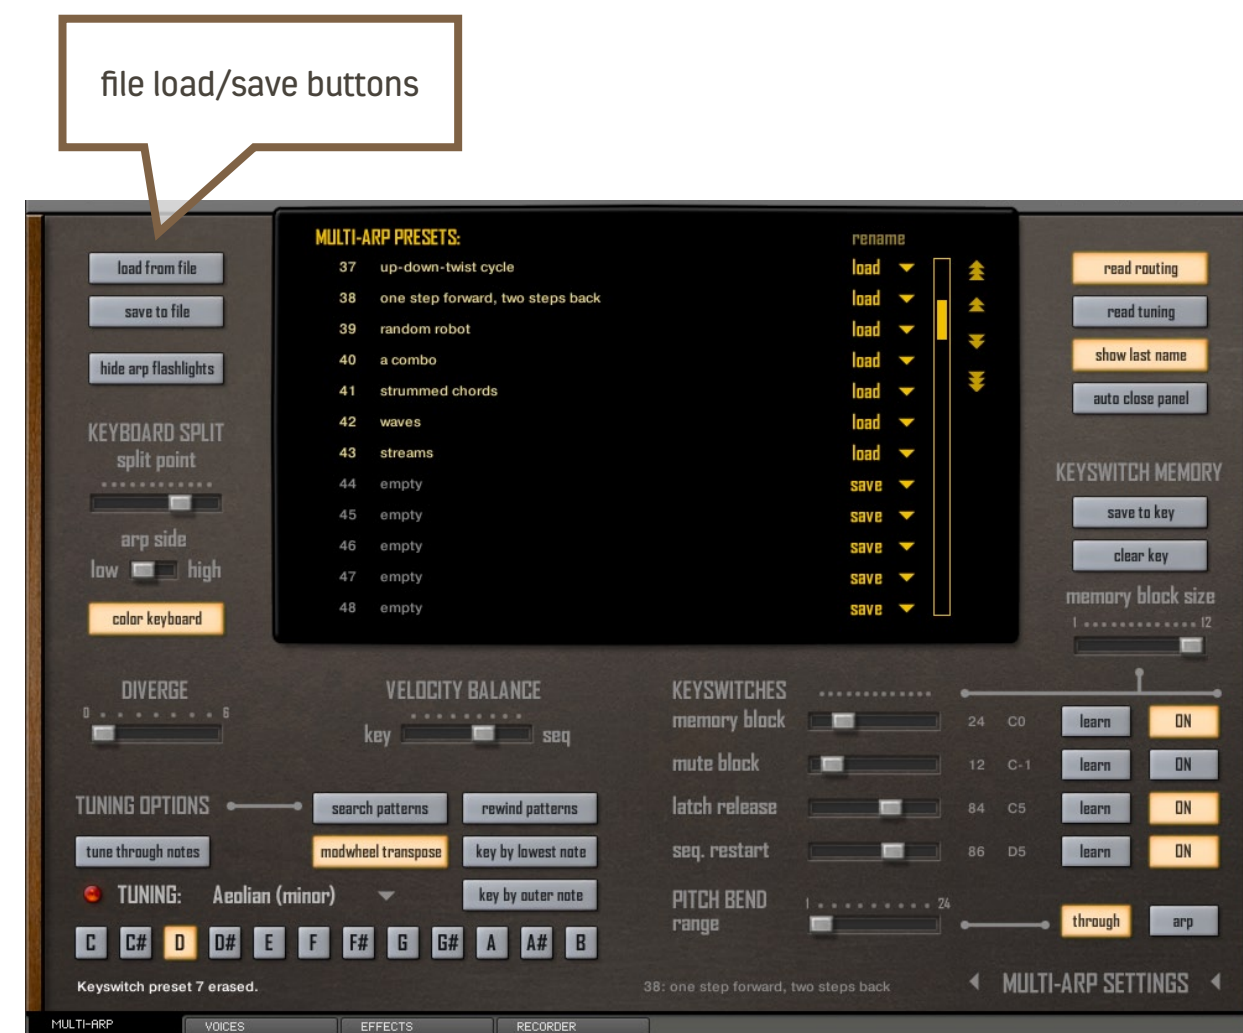 file load/save buttons
load from file
save to file
hide arp flashlights
KEYBOARD SPLIT
split point
arp side
low high
color keyboard
MULTI-ARP PRESETS: rename
37 up-down-twist cycle load
38 one step forward, two steps back load
39 random robot load
40 a combo load
41 strummed chords load
42 waves load
43 streams load
44 empty save
45 empty save
46 empty save
47 empty save
48 empty save
read routing
read tuning
show last name
auto close panel
KEYSWITCH MEMORY
save to key
clear key
memory block size
1 12
DIVERGE
0 6
VELOCITY BALANCE
key seq
KEYSWITCHES
memory block 24 C0 learn ON
mute block 12 C-1 learn ON
latch release 84 C5 learn ON
seq. restart 86 D5 learn ON
TUNING OPTIONS search patterns rewind patterns
tune through notes modwheel transpose key by lowest note
TUNING: Aeolian (minor) key by outer note
C C# D D# E F F# G G# A A# B
PITCH BEND
range 1 24 through arp
Keyswitch preset 7 erased.
38: one step forward, two steps back
MULTI-ARP SETTINGS
MULTI-ARP VOICES EFFECTS RECORDER